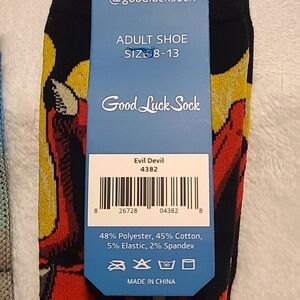 @goodlucksock
ADULT SHOE
SIZE 8-13
Good Luck Sock
Evil Devil
4382
8 26728 04382 8
48% Polyester, 45% Cotton,
5% Elastic, 2% Spandex
IN CHINA